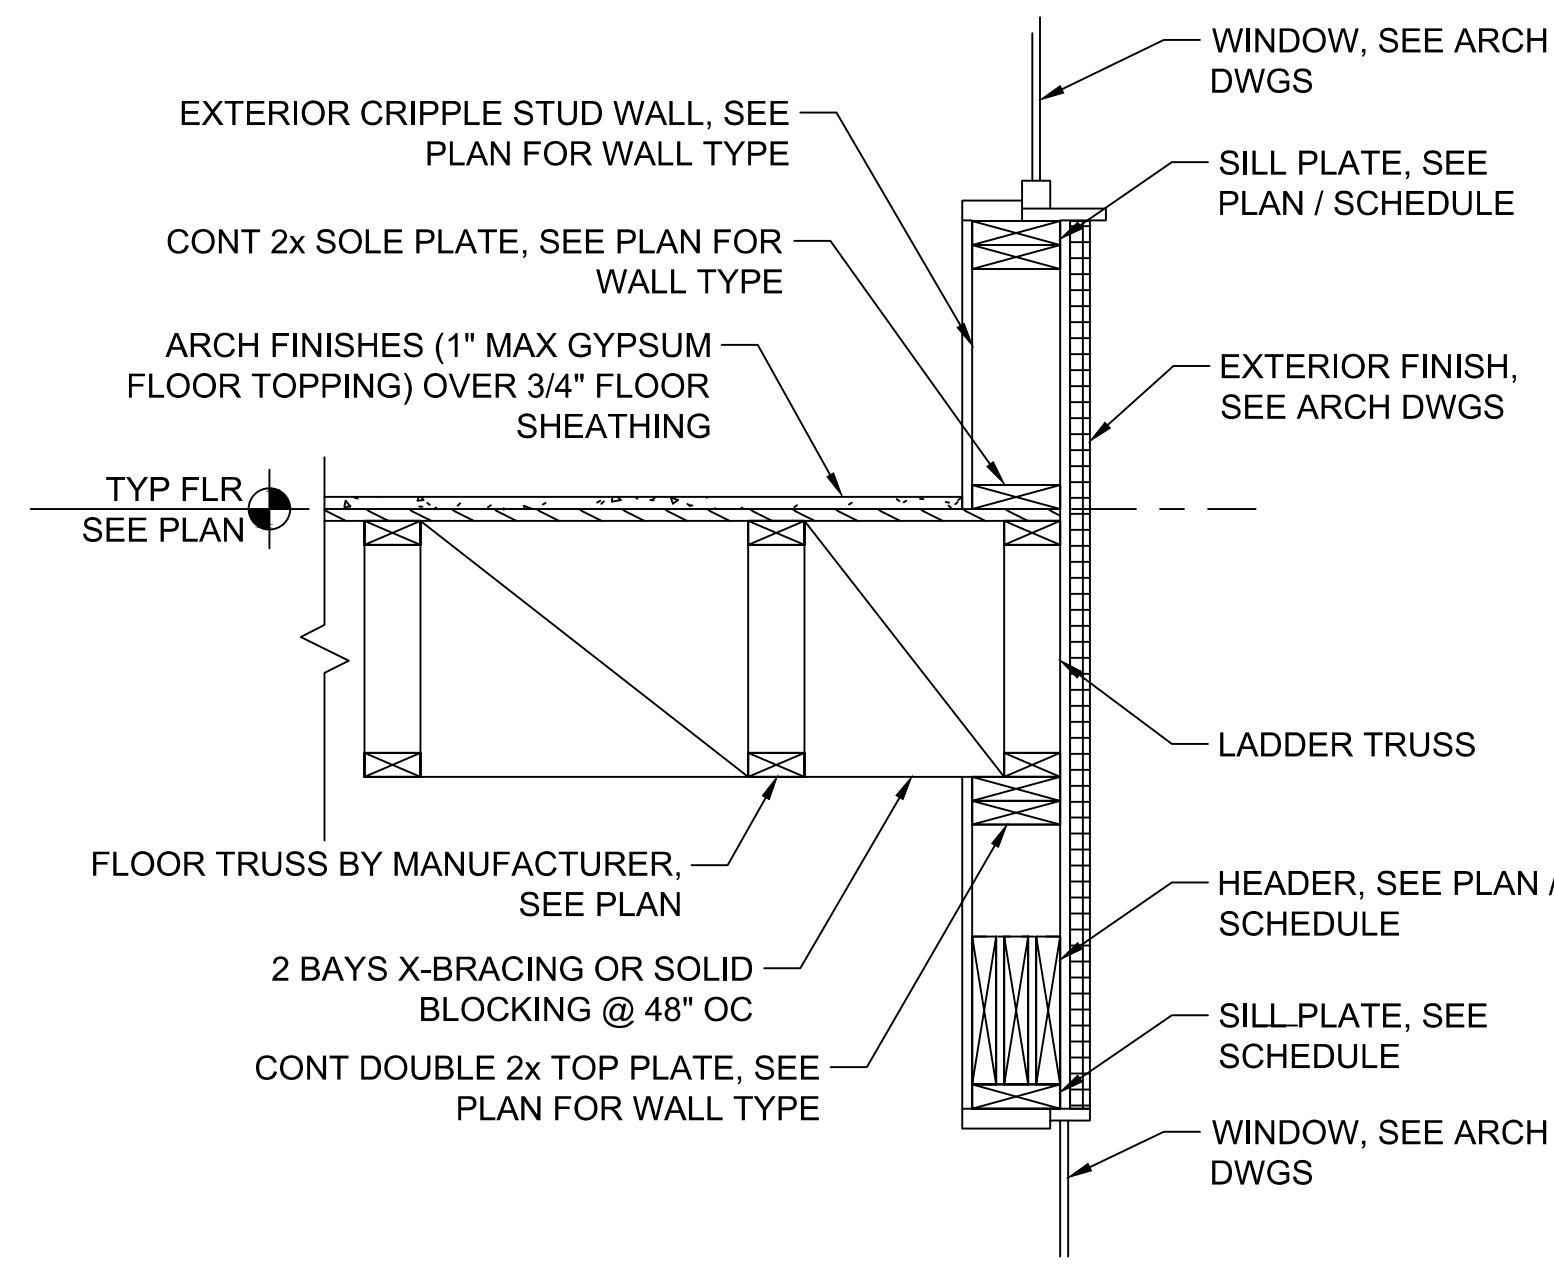 WINDOW, SEE ARCH
DWGS
EXTERIOR CRIPPLE STUD WALL, SEE
PLAN FOR WALL TYPE
SILL PLATE, SEE
PLAN / SCHEDULE
CONT 2x SOLE PLATE, SEE PLAN FOR
WALL TYPE
ARCH FINISHES (1" MAX GYPSUM
FLOOR TOPPING) OVER 3/4" FLOOR
SHEATHING
EXTERIOR FINISH,
SEE ARCH DWGS
TYP FLR
SEE PLAN
LADDER TRUSS
FLOOR TRUSS BY MANUFACTURER,
SEE PLAN
HEADER, SEE PLAN /
SCHEDULE
2 BAYS X-BRACING OR SOLID
BLOCKING @ 48" OC
SILL PLATE, SEE
SCHEDULE
CONT DOUBLE 2x TOP PLATE, SEE
PLAN FOR WALL TYPE
WINDOW, SEE ARCH
DWGS